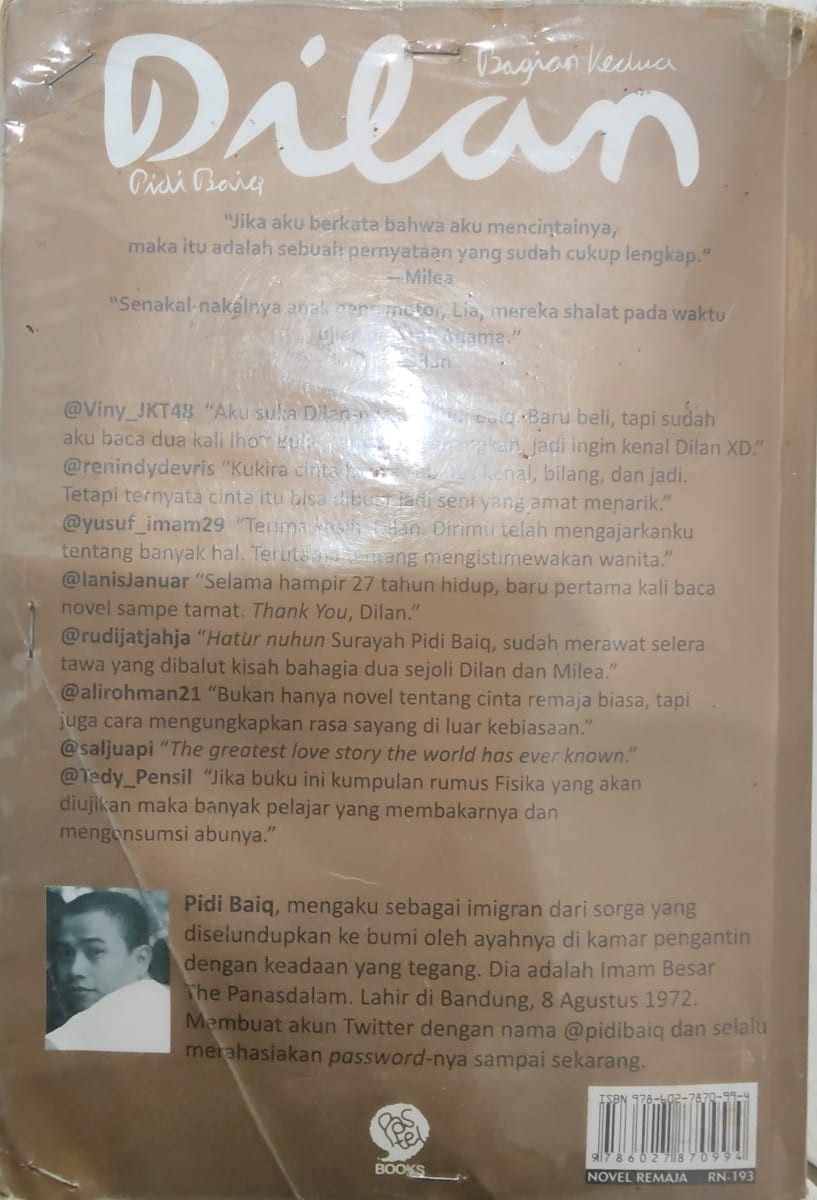 Bagian Kedua
Dilan
Pidi Baiq
“Jika aku berkata bahwa aku mencintainya,
maka itu adalah sebuah pernyataan yang sudah cukup lengkap.”
—Milea
“Senakal-nakalnya anak geng motor, Lia, mereka shalat pada waktu
Agama.”
@Viny_JKT48 “Aku suka Baiq. Baru beli, tapi sudah
aku baca dua kali lho~ jadi ingin kenal Dilan XD.”
@renindydevris “Kukira cinta kenal, bilang, dan jadi.
Tetapi ternyata cinta itu bisa dibuat jadi seni yang amat menarik.”
@yusuf_imam29 “Terima kasih, Dilan. Dirimu telah mengajarkanku
tentang banyak hal. Terutama tentang mengistimewakan wanita.”
@IanisJanuar “Selama hampir 27 tahun hidup, baru pertama kali baca
novel sampe tamat. Thank You, Dilan.”
@rudijatjahja “Hatur nuhun Surayah Pidi Baiq, sudah merawat selera
tawa yang dibalut kisah bahagia dua sejoli Dilan dan Milea.”
@alirohman21 “Bukan hanya novel tentang cinta remaja biasa, tapi
juga cara mengungkapkan rasa sayang di luar kebiasaan.”
@saljuapi “The greatest love story the world has ever known.”
@Tedy_Pensil “Jika buku ini kumpulan rumus Fisika yang akan
diujikan maka banyak pelajar yang membakarnya dan
mengonsumsi abunya.”
Pidi Baiq, mengaku sebagai imigran dari sorga yang
diselundupkan ke bumi oleh ayahnya di kamar pengantin
dengan keadaan yang tegang. Dia adalah Imam Besar
The Panasdalam. Lahir di Bandung, 8 Agustus 1972.
Membuat akun Twitter dengan nama @pidibaiq dan selalu
merahasiakan password-nya sampai sekarang.
Pastel
BOOKS
ISBN 978-602-7870-99-4
9 786027 870994
NOVEL REMAJA RN-193